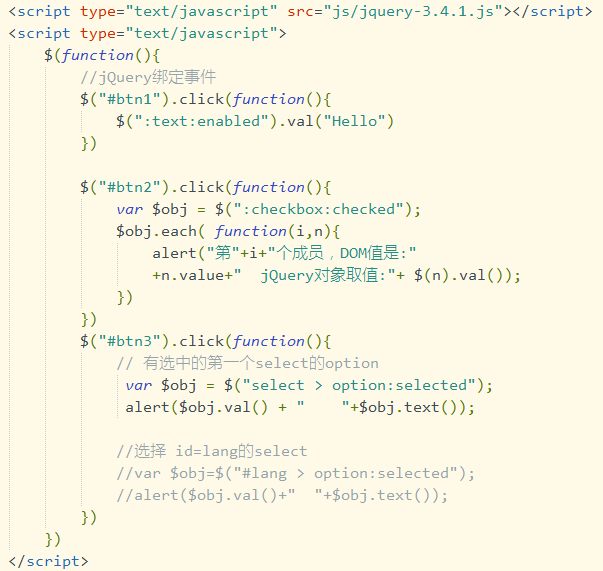 <script type="text/javascript" src="js/jquery-3.4.1.js"></script>
<script type="text/javascript">
    $(function(){
        //jQuery绑定事件
        $("#btn1").click(function(){
            $(":text:enabled").val("Hello")
        })

        $("#btn2").click(function(){
            var $obj = $(":checkbox:checked");
            $obj.each( function(i,n){
                alert("第"+i+"个成员，DOM值是:"
                +n.value+"  jQuery对象取值:"+ $(n).val());
            })
        })
        $("#btn3").click(function(){
            // 有选中的第一个select的option
             var $obj = $("select > option:selected");
             alert($obj.val() + "    "+$obj.text());

            //选择 id=lang的select
            //var $obj=$("#lang > option:selected");
            //alert($obj.val()+"  "+$obj.text());
        })
    })
</script>